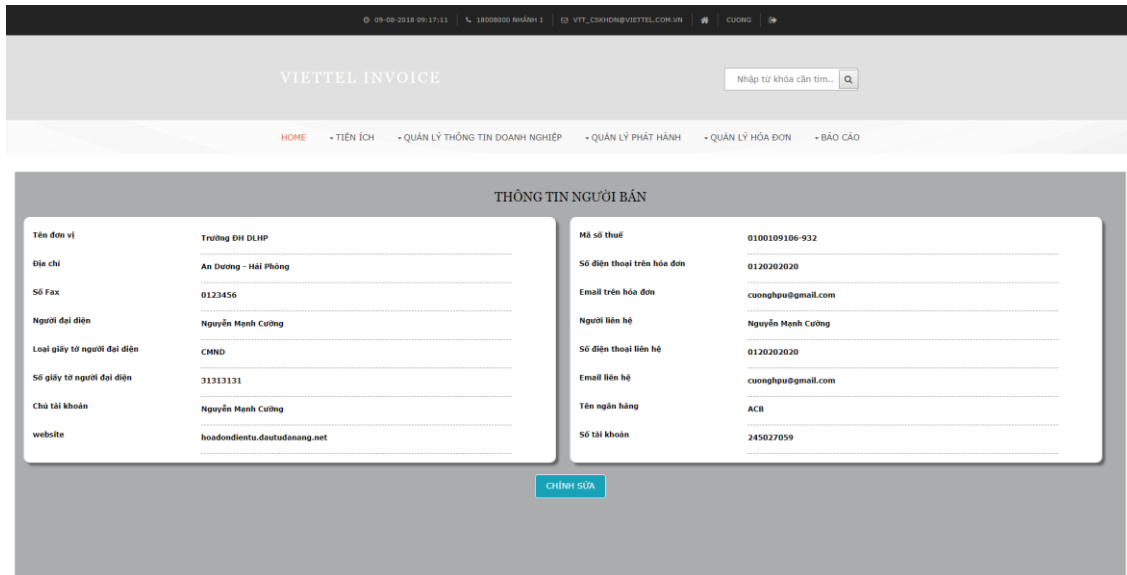 09-08-2018 09:17:11 18008000 NHÁNH 1 VTT_CSKHDN@VIETTEL.COM.VN CUONG
VIETTEL INVOICE
Nhập từ khóa cần tìm..
HOME TIỆN ÍCH QUẢN LÝ THÔNG TIN DOANH NGHIỆP QUẢN LÝ PHÁT HÀNH QUẢN LÝ HÓA ĐƠN BÁO CÁO
THÔNG TIN NGƯỜI BÁN
Tên đơn vị Trường ĐH DLHP
Địa chỉ An Dương - Hải Phòng
Số Fax 0123456
Người đại diện Nguyễn Mạnh Cường
Loại giấy tờ người đại diện CMND
Số giấy tờ người đại diện 31313131
Chủ tài khoản Nguyễn Mạnh Cường
website hoadondientu.dautudanang.net
Mã số thuế 0100109106-932
Số điện thoại trên hóa đơn 0120202020
Email trên hóa đơn cuonghpu@gmail.com
Người liên hệ Nguyễn Mạnh Cường
Số điện thoại liên hệ 0120202020
Email liên hệ cuonghpu@gmail.com
Tên ngân hàng ACB
Số tài khoản 245027059
CHỈNH SỬA